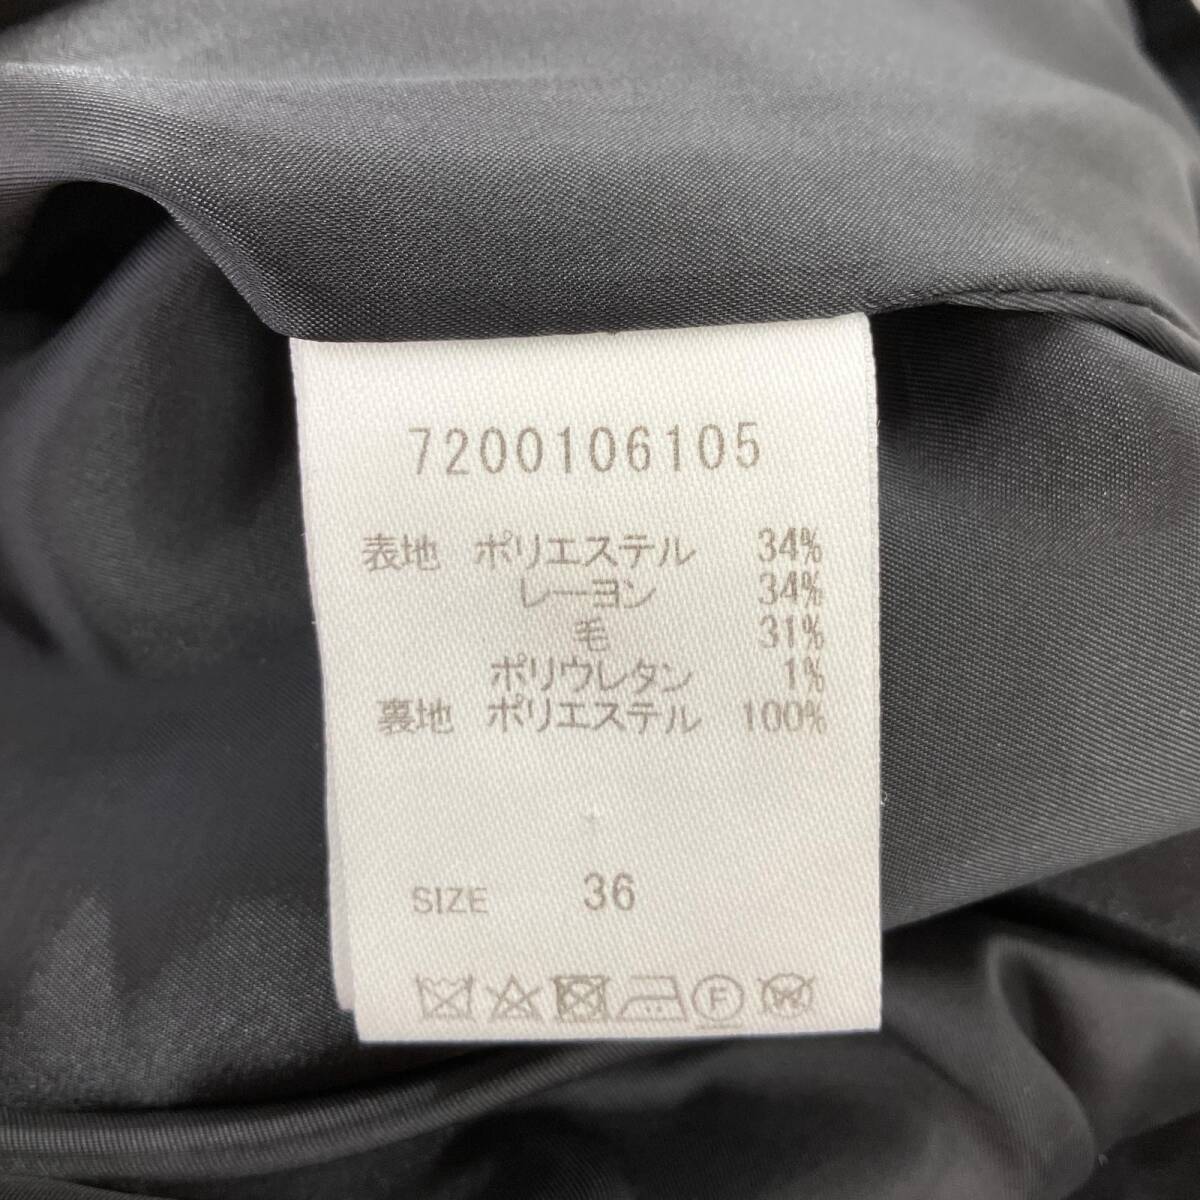 7200106105
表地 ポリエステル 34%
レーヨン 34%
毛 31%
ポリウレタン 1%
裏地 ポリエステル 100%
SIZE 36
F W